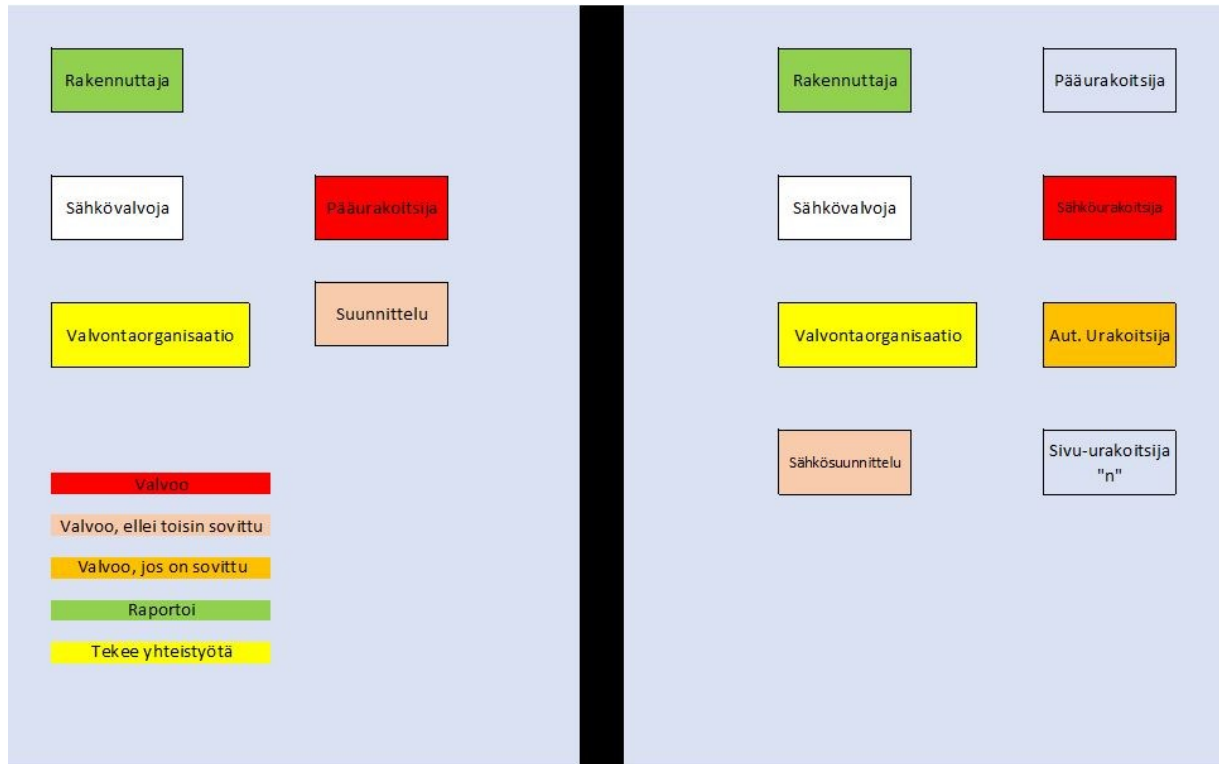 Rakennuttaja
Sähkövalvoja
Pääurakoitsija
Valvontaorganisaatio
Suunnittelu
Valvoo
Valvoo, ellei toisin sovittu
Valvoo, jos on sovittu
Raportoi
Tekee yhteistyötä
Rakennuttaja
Pääurakoitsija
Sähkövalvoja
Sähköurakoitsija
Valvontaorganisaatio
Aut. Urakoitsija
Sähkösuunnittelu
Sivu-urakoitsija
"n"